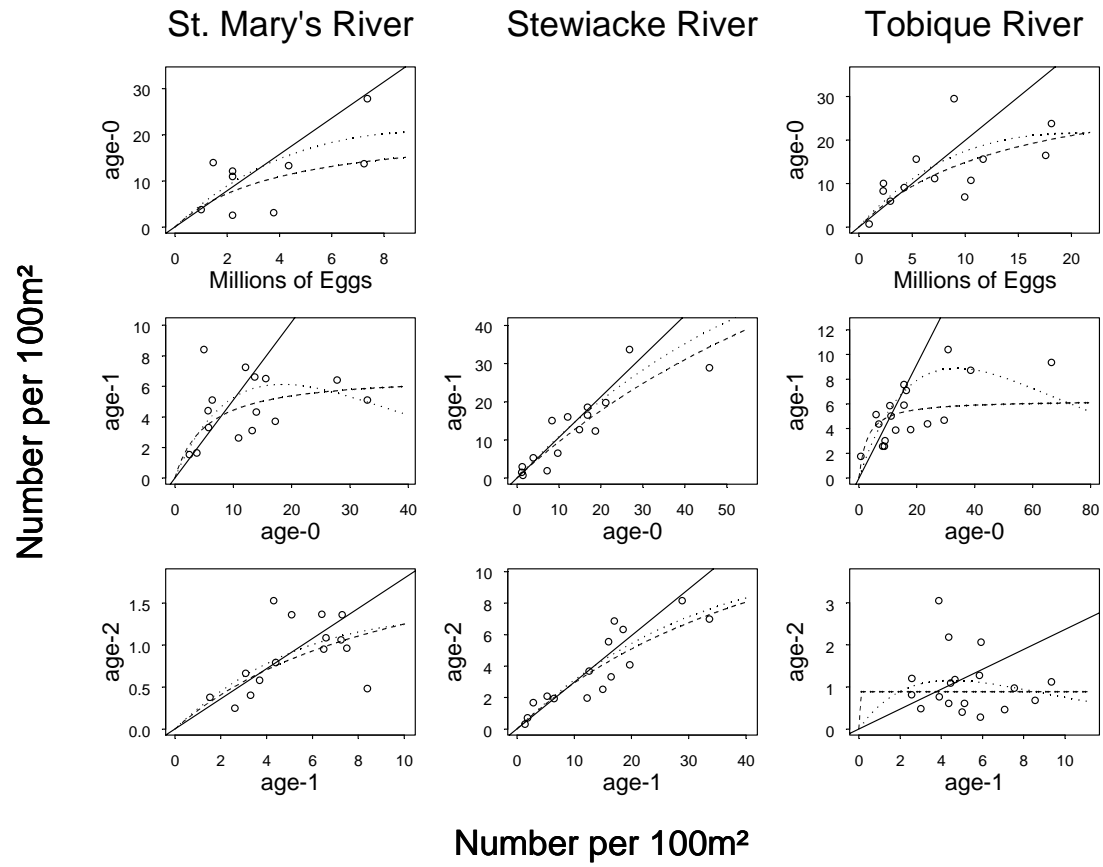 St. Mary's River
Stewiacke River
Tobique River
Number per 100m²
age-0
30
20
10
0
0 2 4 6 8
Millions of Eggs
age-0
30
20
10
0
0 5 10 15 20
Millions of Eggs
age-1
10
8
6
4
2
0
0 10 20 30 40
age-0
age-1
40
30
20
10
0
0 10 20 30 40 50
age-0
age-1
12
10
8
6
4
2
0
0 20 40 60 80
age-0
age-2
1.5
1.0
0.5
0.0
0 2 4 6 8 10
age-1
age-2
10
8
6
4
2
0
0 10 20 30 40
age-1
age-2
3
2
1
0
0 2 4 6 8 10
age-1
Number per 100m²